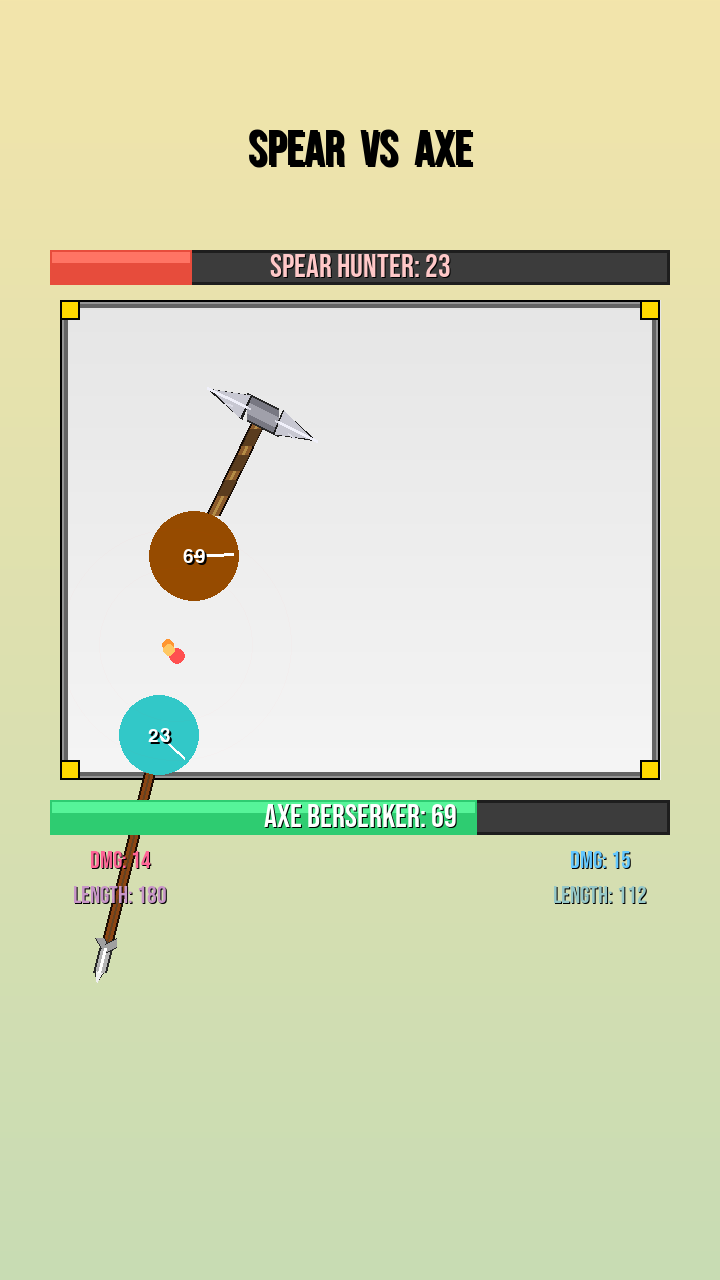 SPEAR VS AXE
SPEAR HUNTER: 23
69
23
AXE BERSERKER: 69
DMG: 14
DMG: 15
LENGTH: 180
LENGTH: 112